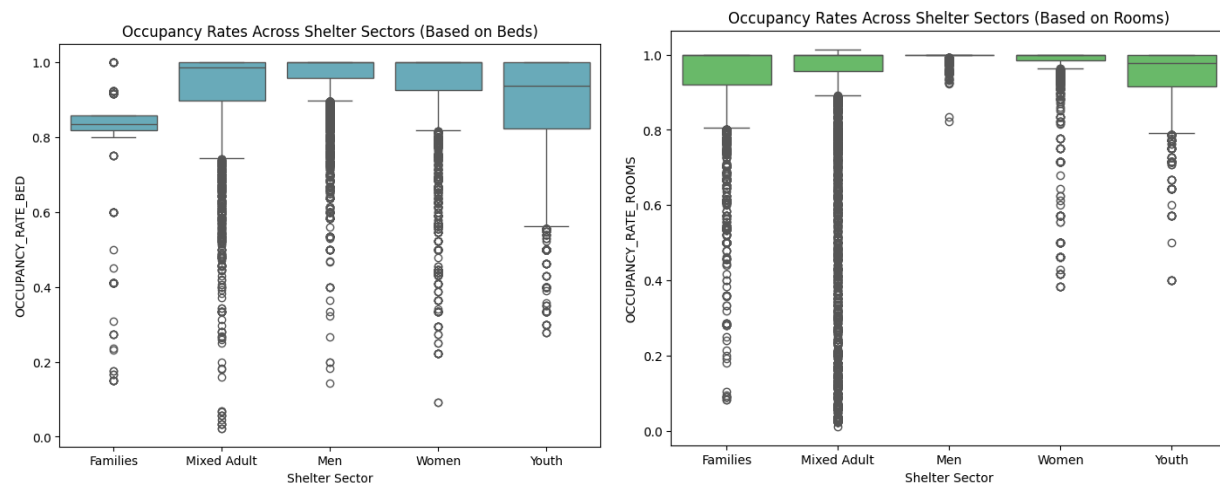 Occupancy Rates Across Shelter Sectors (Based on Beds)
OCCUPANCY_RATE_BED
1.0
0.8
0.6
0.4
0.2
0.0
Families
Mixed Adult
Men
Women
Youth
Shelter Sector
Occupancy Rates Across Shelter Sectors (Based on Rooms)
OCCUPANCY_RATE_ROOMS
1.0
0.8
0.6
0.4
0.2
0.0
Families
Mixed Adult
Men
Women
Youth
Shelter Sector